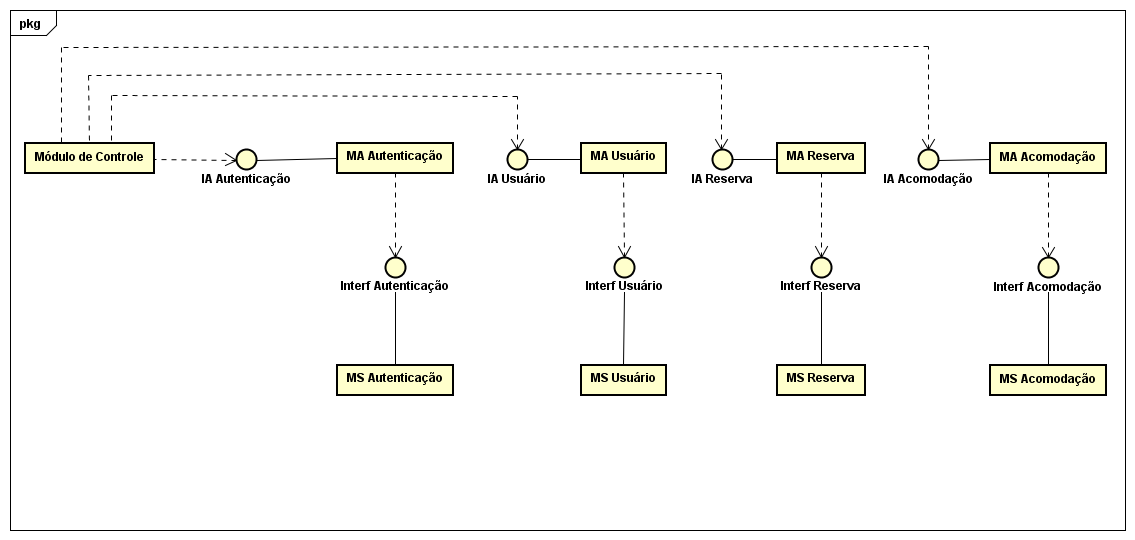 pkg
Módulo de Controle
IA Autenticação
MA Autenticação
IA Usuário
MA Usuário
IA Reserva
MA Reserva
IA Acomodação
MA Acomodação
Interf Autenticação
Interf Usuário
Interf Reserva
Interf Acomodação
MS Autenticação
MS Usuário
MS Reserva
MS Acomodação